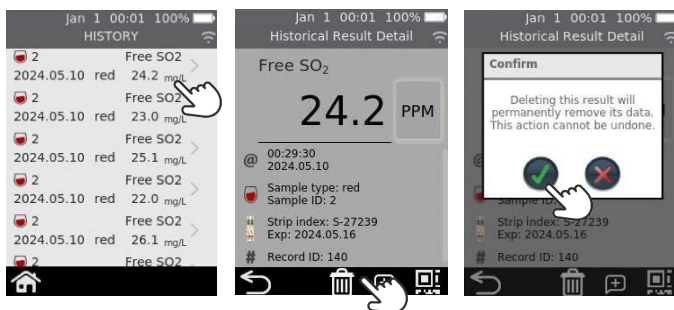 Jan 1 00:01 100%
HISTORY
2 Free SO2
2024.05.10 red 24.2 mg/L
2 Free SO2
2024.05.10 red 23.0 mg/L
2 Free SO2
2024.05.10 red 25.1 mg/L
2 Free SO2
2024.05.10 red 22.0 mg/L
2 Free SO2
2024.05.10 red 26.1 mg/L
2 Free SO2
Jan 1 00:01 100%
Historical Result Detail
Free SO₂
24.2 PPM
@ 00:29:30
2024.05.10
Sample type: red
Sample ID: 2
Strip index: S-27239
Exp: 2024.05.16
# Record ID: 140
Jan 1 00:01 100%
Historical Result Detail
Confirm
Deleting this result will
permanently remove its data.
This action cannot be undone.
@
Sample ID: 2
Strip index: S-27239
Exp: 2024.05.16
# Record ID: 140